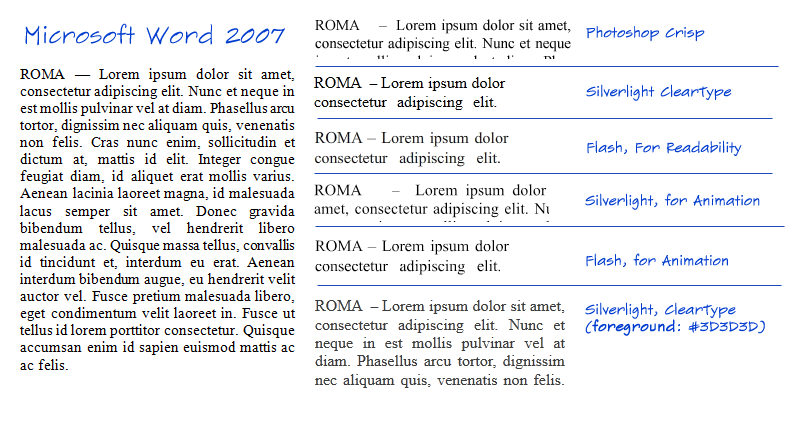 Microsoft Word 2007
ROMA — Lorem ipsum dolor sit amet,
consectetur adipiscing elit. Nunc et neque in
est mollis pulvinar vel at diam. Phasellus arcu
tortor, dignissim nec aliquam quis, venenatis
non felis. Cras nunc enim, sollicitudin et
dictum at, mattis id elit. Integer congue
feugiat diam, id aliquet erat mollis varius.
Aenean lacinia laoreet magna, id malesuada
lacus semper sit amet. Donec gravida
bibendum tellus, vel hendrerit libero
malesuada ac. Quisque massa tellus, convallis
id tincidunt et, interdum eu erat. Aenean
interdum bibendum augue, eu hendrerit velit
auctor vel. Fusce pretium malesuada libero,
eget condimentum velit laoreet in. Fusce ut
tellus id lorem porttitor consectetur. Quisque
accumsan enim id sapien euismod mattis ac
ac felis.
ROMA – Lorem ipsum dolor sit amet,
consectetur adipiscing elit. Nunc et neque
Photoshop Crisp
ROMA – Lorem ipsum dolor
consectetur adipiscing elit.
Silverlight ClearType
ROMA – Lorem ipsum dolor
consectetur adipiscing elit.
Flash, For Readability
ROMA – Lorem ipsum dolor
amet, consectetur adipiscing elit.
Silverlight, for Animation
ROMA – Lorem ipsum dolor
consectetur adipiscing elit.
Flash, for Animation
ROMA – Lorem ipsum dolor sit amet,
consectetur adipiscing elit. Nunc et
neque in est mollis pulvinar vel at
diam. Phasellus arcu tortor, dignissim
nec aliquam quis, venenatis non felis.
Silverlight, ClearType
(foreground: #3D3D3D)